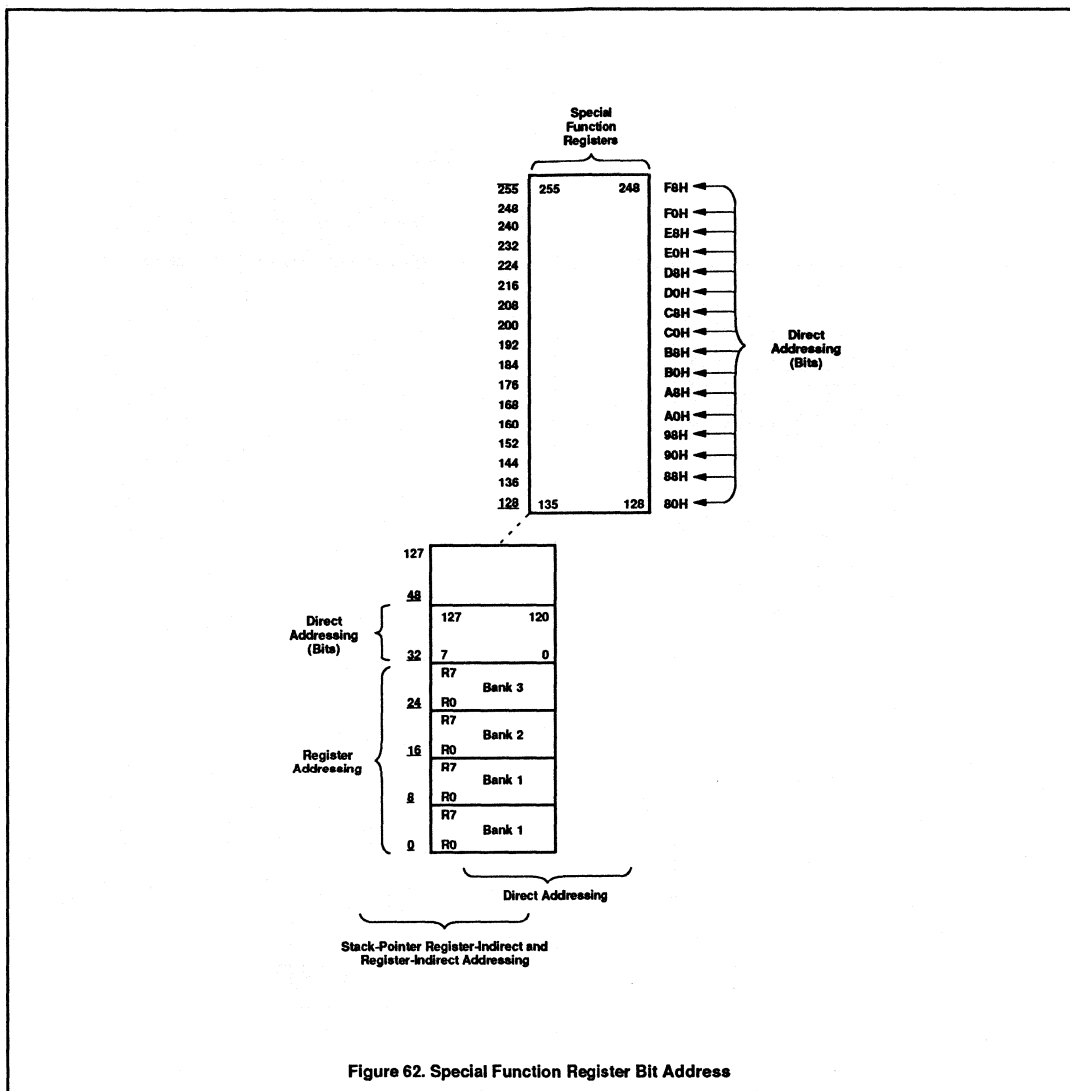 Special
Function
Registers
255 255 248 F8H
248 F0H
240 E8H
232 E0H
224 D8H
216 D0H
208 C8H
200 C0H
192 B8H
184 B0H
176 A8H
168 A0H
160 98H
152 90H
144 88H
136
128 135 128 80H
Direct
Addressing
(Bits)
127
48
127 120
Direct
Addressing
(Bits)
32 7 0
R7
Bank 3
24 R0
R7
Bank 2
16 R0
Register
Addressing
R7
Bank 1
8 R0
R7
Bank 1
0 R0
Direct Addressing
Stack-Pointer Register-Indirect and
Register-Indirect Addressing
Figure 62. Special Function Register Bit Address